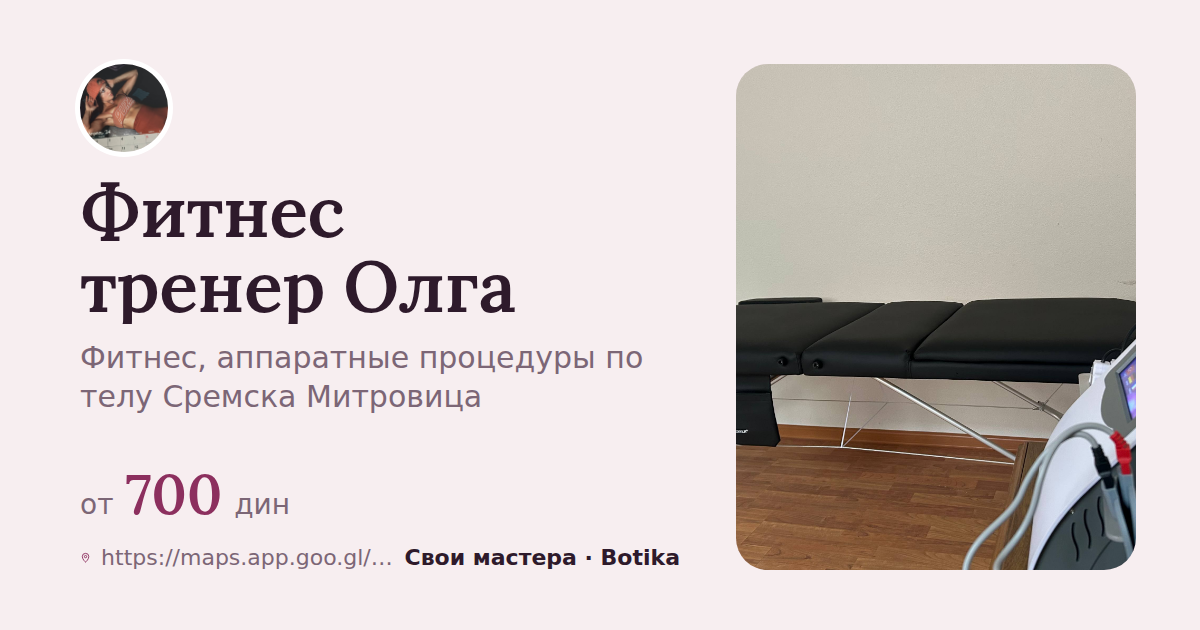 Фитнес
тренер Олга
Фитнес, аппаратные процедуры по
телу Сремска Митровица
от 700 дин
https://maps.app.goo.gl/... Свои мастера · Botika